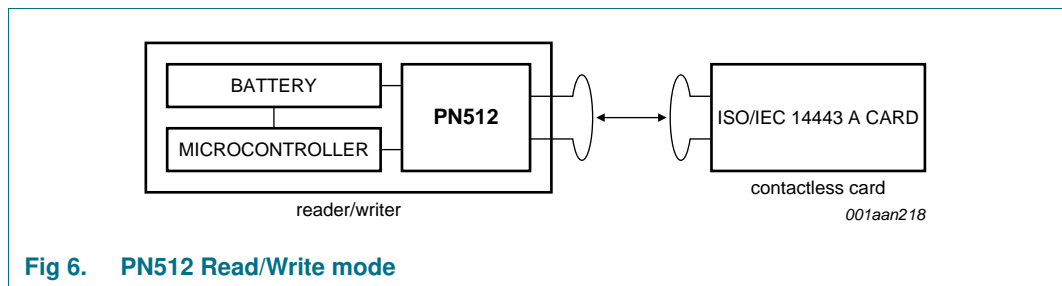 BATTERY
MICROCONTROLLER
PN512
ISO/IEC 14443 A CARD
reader/writer
contactless card
001aan218
Fig 6. PN512 Read/Write mode